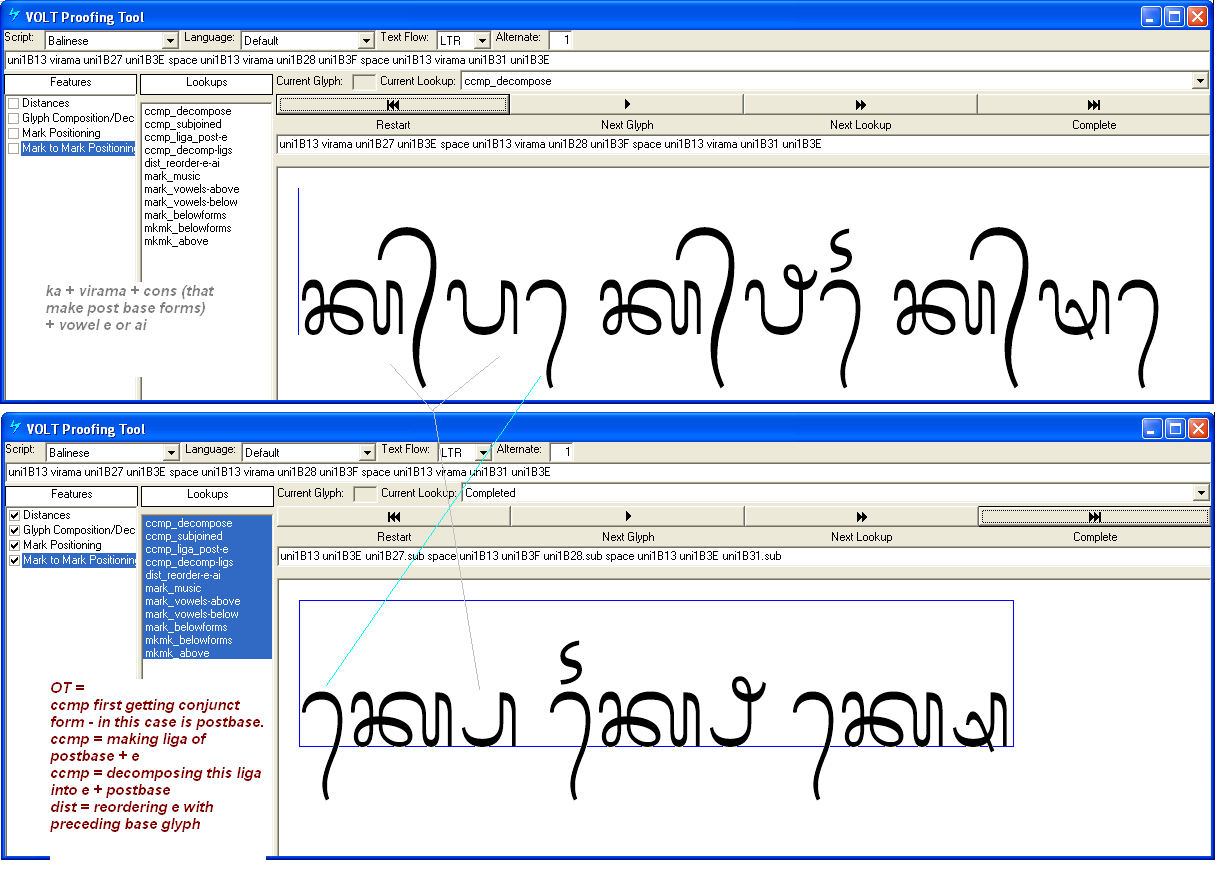 VOLT Proofing Tool
Script: Balinese Language: Default Text Flow: LTR Alternate: 1
uni1B13 virama uni1B27 uni1B3E space uni1B13 virama uni1B28 uni1B3F space uni1B13 virama uni1B31 uni1B3E
Features Lookups Current Glyph: Current Lookup: ccmp_decompose
Distances
Glyph Composition/Dec
Mark Positioning
Mark to Mark Positioning
ccmp_decompose
ccmp_subjoined
ccmp_liga_post-e
ccmp_decomp-ligs
dist_reorder-e-ai
mark_music
mark_vowels-above
mark_vowels-below
mark_belowforms
mkmk_belowforms
mkmk_above
Restart Next Glyph Next Lookup Complete
uni1B13 virama uni1B27 uni1B3E space uni1B13 virama uni1B28 uni1B3F space uni1B13 virama uni1B31 uni1B3E
ᬓ᭄ᬧᬾ ᬓ᭄ᬨᬿ ᬓ᭄ᬱᬾ
ka + virama + cons (that
make post base forms)
+ vowel e or ai
VOLT Proofing Tool
Script: Balinese Language: Default Text Flow: LTR Alternate: 1
uni1B13 virama uni1B27 uni1B3E space uni1B13 virama uni1B28 uni1B3F space uni1B13 virama uni1B31 uni1B3E
Features Lookups Current Glyph: Current Lookup: Completed
Distances
Glyph Composition/Dec
Mark Positioning
Mark to Mark Positioning
ccmp_decompose
ccmp_subjoined
ccmp_liga_post-e
ccmp_decomp-ligs
dist_reorder-e-ai
mark_music
mark_vowels-above
mark_vowels-below
mark_belowforms
mkmk_belowforms
mkmk_above
Restart Next Glyph Next Lookup Complete
uni1B13 uni1B3E uni1B27.sub space uni1B13 uni1B3F uni1B28.sub space uni1B13 uni1B3E uni1B31.sub
ᬓ᭄ᬧᬾ ᬓ᭄ᬨᬿ ᬓ᭄ᬱᬾ
OT =
ccmp first getting conjunct
form - in this case is postbase.
ccmp = making liga of
postbase + e
ccmp = decomposing this liga
into e + postbase
dist = reordering e with
preceding base glyph